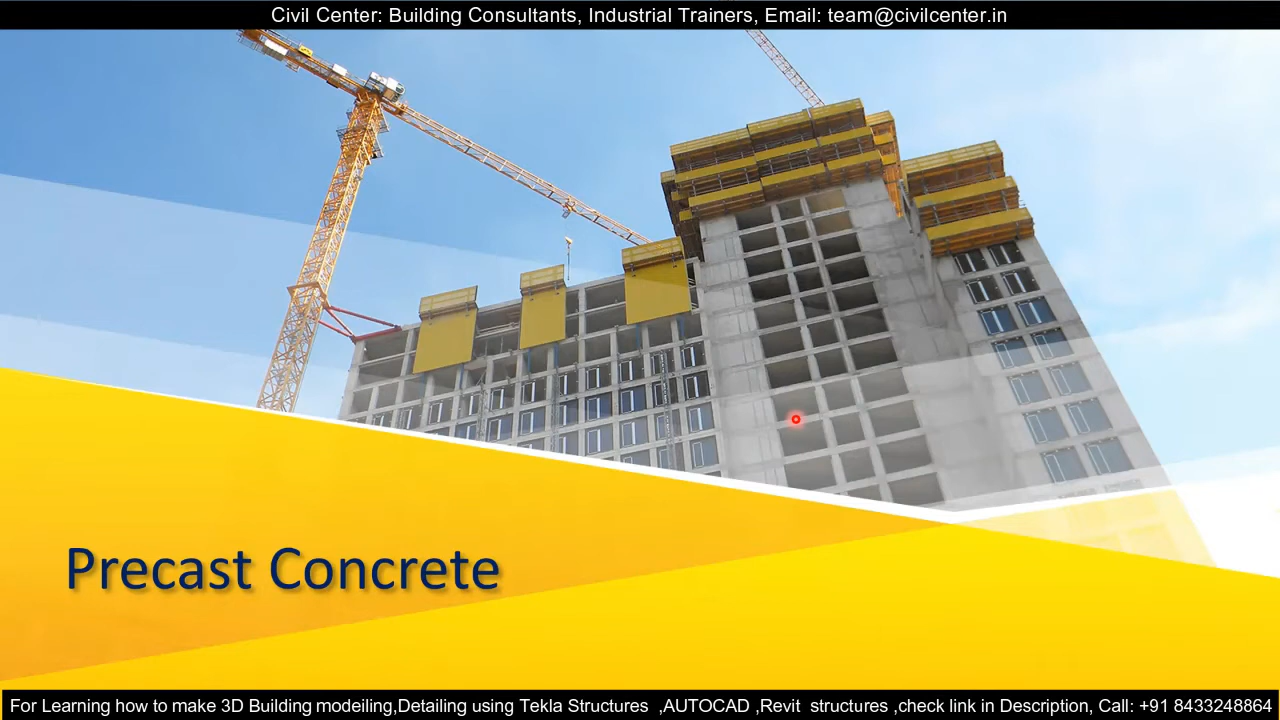 Civil Center: Building Consultants, Industrial Trainers, Email: team@civilcenter.in
Precast Concrete
For Learning how to make 3D Building modeiling,Detailing using Tekla Structures ,AUTOCAD ,Revit structures ,check link in Description, Call: +91 8433248864